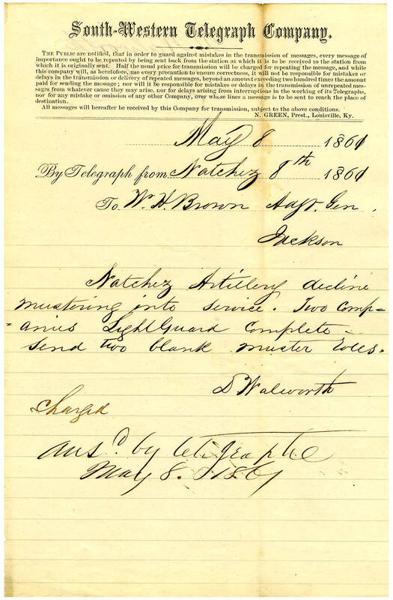 South-Western Telegraph Company.
THE PUBLIC are notified, that in order to guard against mistakes in the transmission of messages, every message of
importance ought to be repeated by being sent back from the station at which it is to be received to the station from
which it is originally sent. Half the usual price for transmission will be charged for repeating the message, and while
this company will, as heretofore, use every precaution to ensure correctness, it will not be responsible for mistakes or
delays in the transmission or delivery of repeated messages, beyond an amount exceeding two hundred times the amount
paid for sending the message; nor will it be responsible for mistakes or delays in the transmission of unrepeated messages
from whatever cause they may arise, nor for delays arising from interruptions in the working of its Telegraphs,
nor for any mistake or omission of any other Company, over whose lines a message is to be sent to reach the place of
destination.
All messages will hereafter be received by this Company for transmission, subject to the above conditions.
N. GREEN, Prest., Louisville, Ky.
May 8 1861
By Telegraph from Natchez 8th 1861
To W. H. Brown Adjt. Gen.
Jackson
Natchez Artillery decline
mustering into service. Two Comp-
-anies Light Guard Complete -
send two blank muster Rolls.
D Walworth
Charged
ansd by telegraph
May 8. 1861